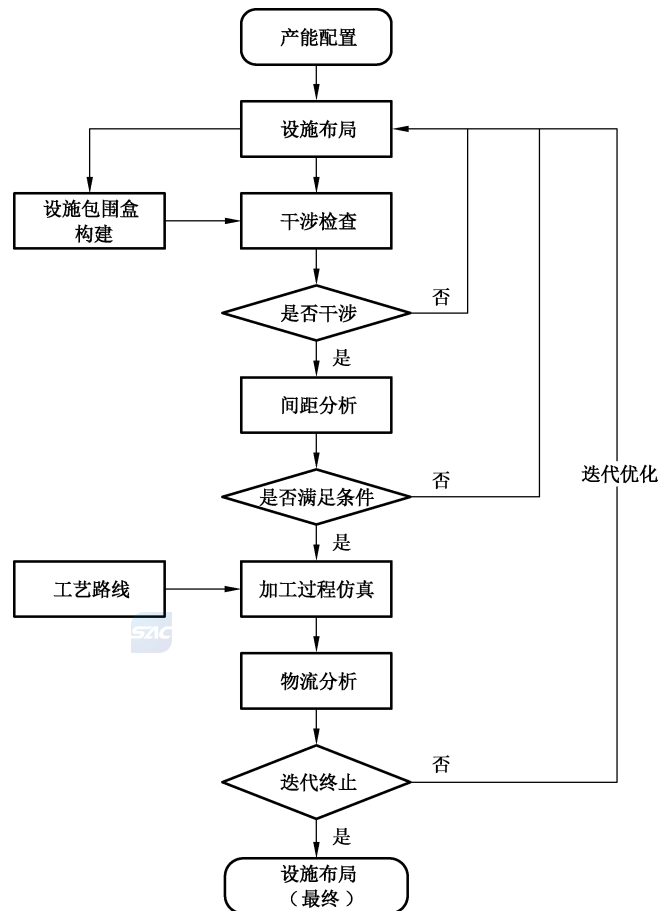 产能配置
设施布局
设施包围盒
构建
干涉检查
是否干涉
否
是
间距分析
是否满足条件
否
迭代优化
是
工艺路线
加工过程仿真
SAC
物流分析
迭代终止
否
是
设施布局
（最终）